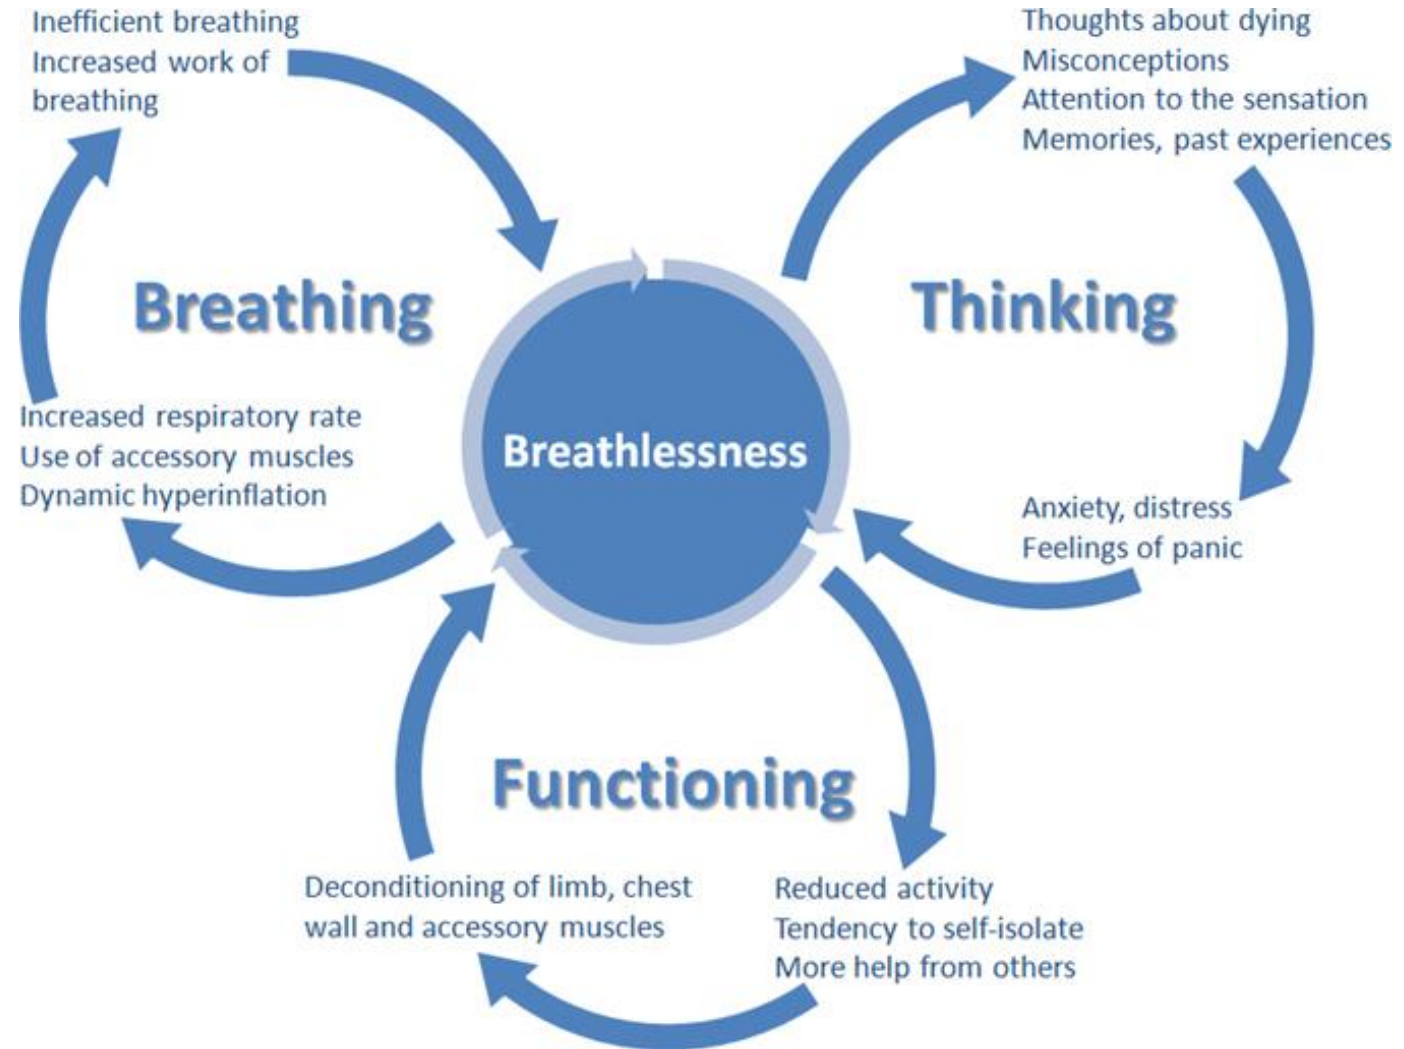 Inefficient breathing
Increased work of
breathing
Thoughts about dying
Misconceptions
Attention to the sensation
Memories, past experiences
Breathing
Thinking
Increased respiratory rate
Use of accessory muscles
Dynamic hyperinflation
Breathlessness
Anxiety, distress
Feelings of panic
Functioning
Deconditioning of limb, chest
wall and accessory muscles
Reduced activity
Tendency to self-isolate
More help from others